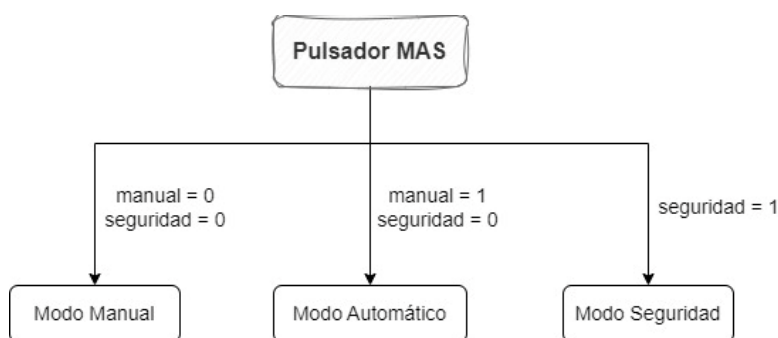 Pulsador MAS
manual = 0
seguridad = 0
manual = 1
seguridad = 0
seguridad = 1
Modo Manual
Modo Automático
Modo Seguridad